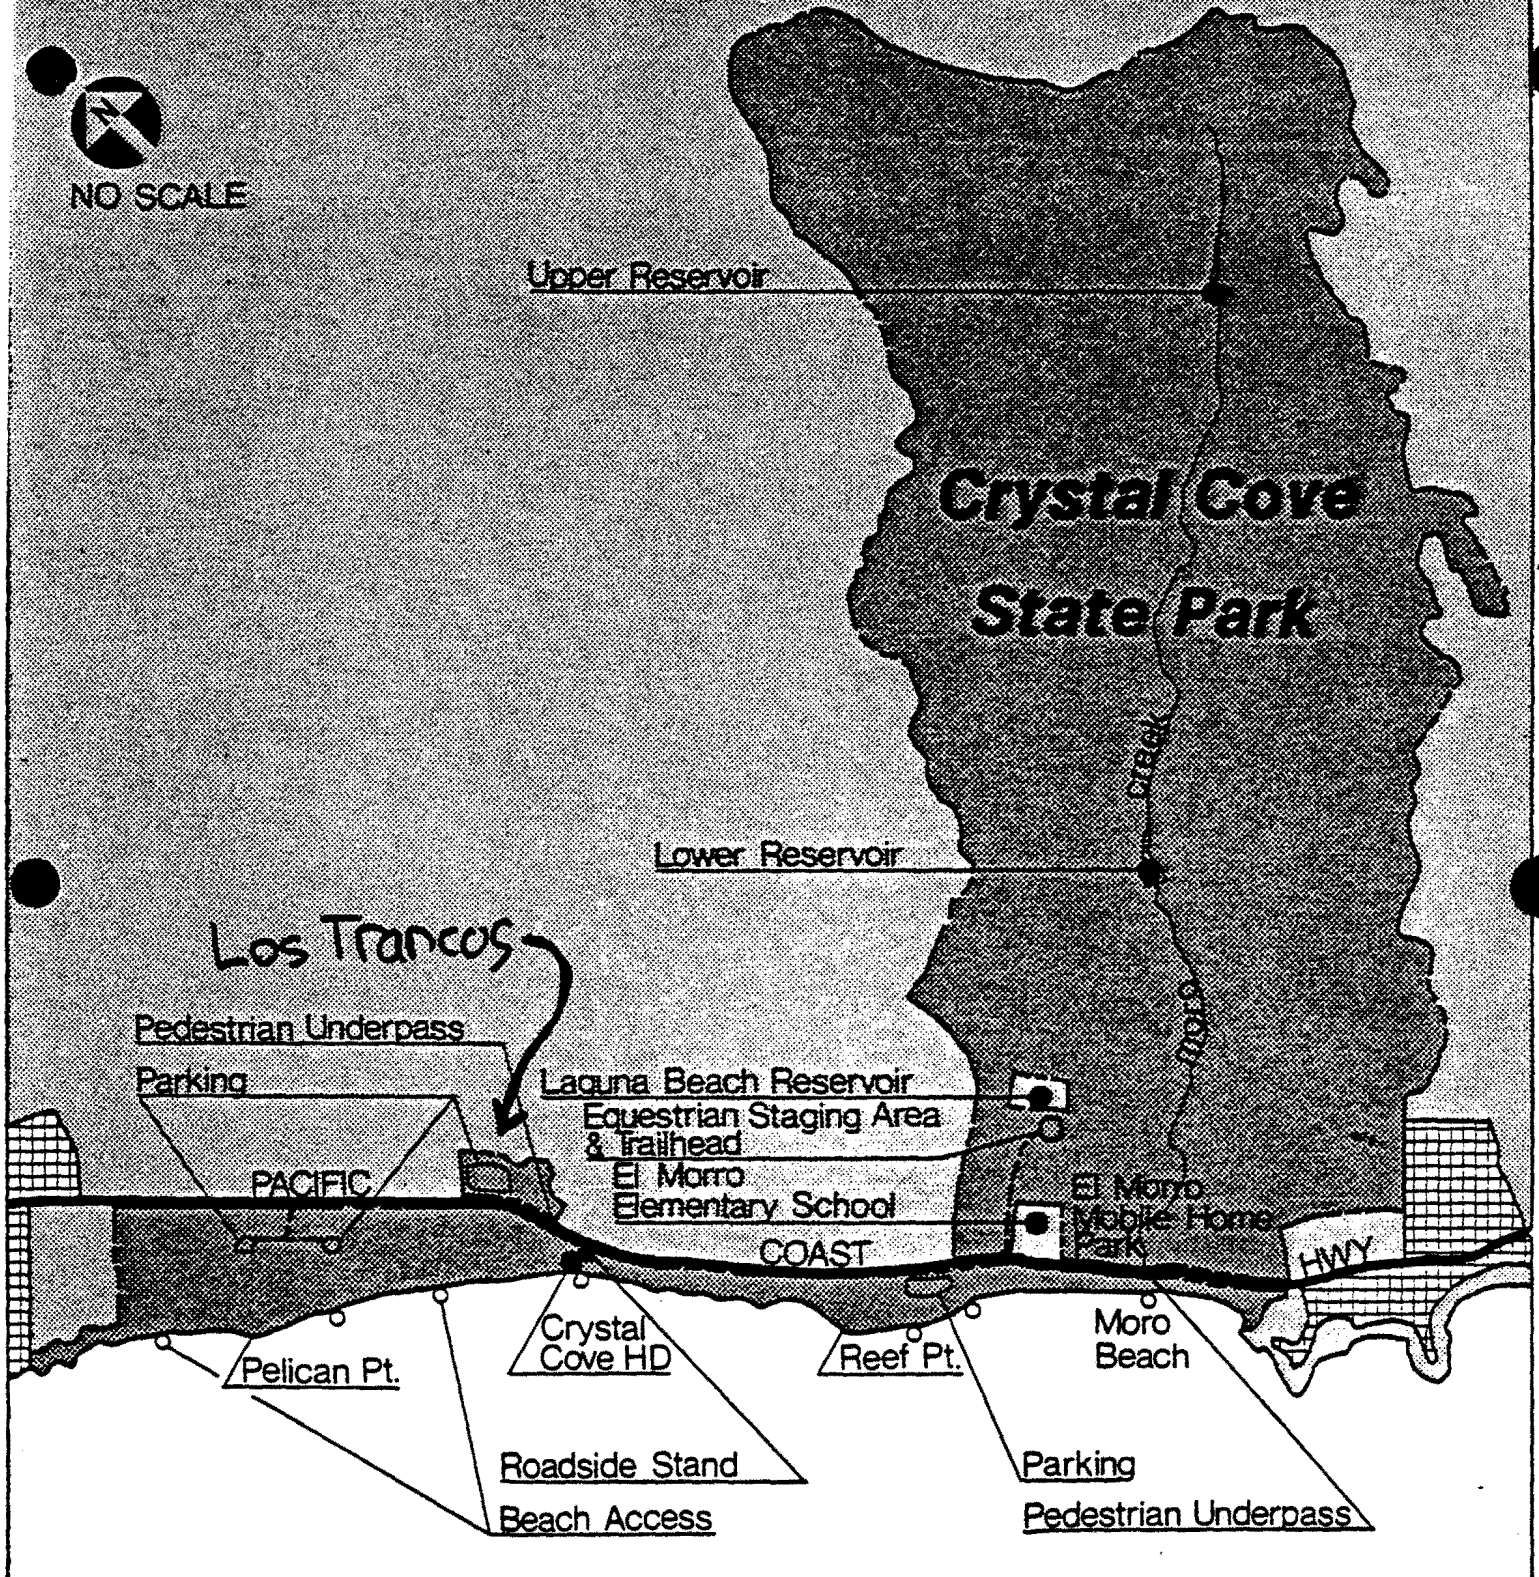 N
NO SCALE
Upper Reservoir
Crystal Cove
State Park
Creek
Lower Reservoir
Los Trancos
moro
Pedestrian Underpass
Parking
Laguna Beach Reservoir
Equestrian Staging Area
& Trailhead
El Morro
Elementary School
El Morro
Mobile Home
Park
PACIFIC
COAST
HWY
Crystal
Cove HD
Pelican Pt.
Reef Pt.
Moro
Beach
Roadside Stand
Beach Access
Parking
Pedestrian Underpass